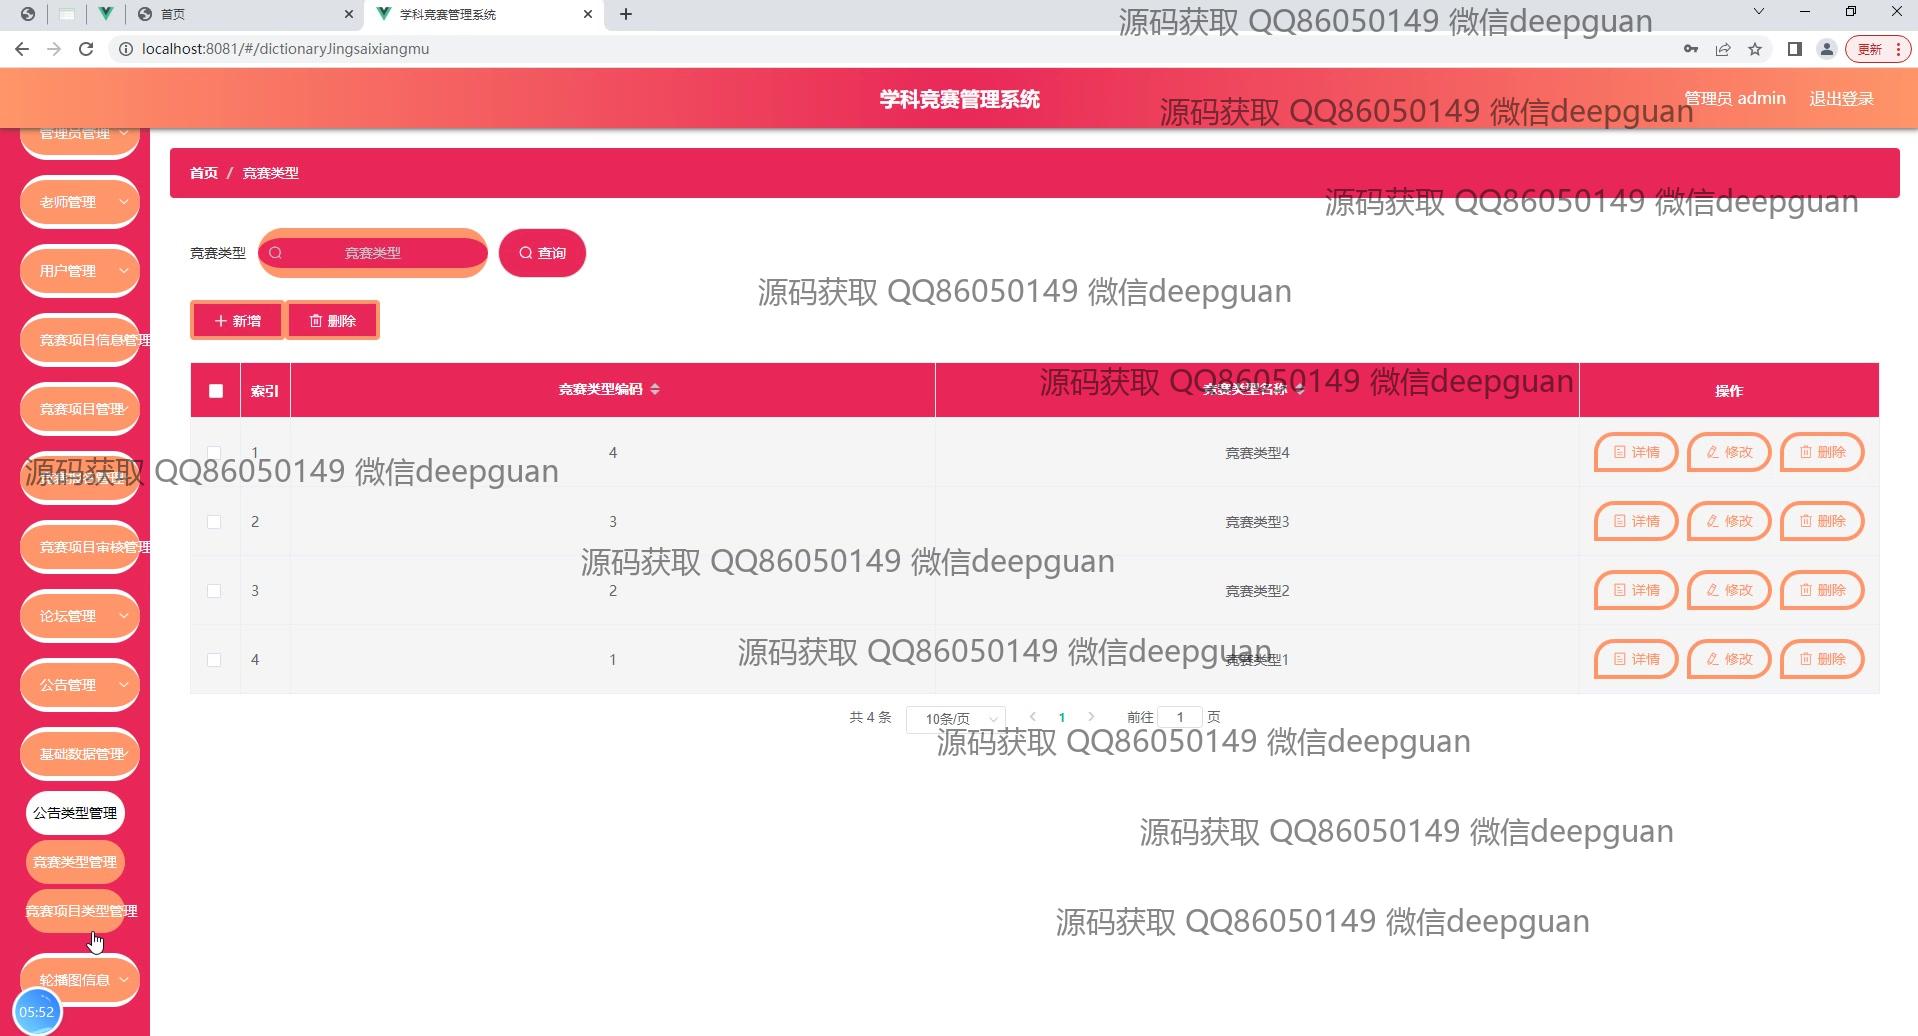 首页
学科竞赛管理系统
源码获取 QQ86050149 微信deepguan
localhost:8081/#/dictionaryJingsaixiangmu
更新
学科竞赛管理系统
源码获取 QQ86050149 微信deepguan
管理员 admin
退出登录
管理员管理
老师管理
用户管理
竞赛项目信息管理
竞赛项目管理
竞赛项目审核管理
论坛管理
公告管理
基础数据管理
公告类型管理
竞赛类型管理
竞赛项目类型管理
轮播图信息
05:52
首页 / 竞赛类型
源码获取 QQ86050149 微信deepguan
竞赛类型 竞赛类型 查询
源码获取 QQ86050149 微信deepguan
新增 删除
索引 竞赛类型编码 竞赛类型名称 操作
源码获取 QQ86050149 微信deepguan
1 4 竞赛类型4 详情 修改 删除
源码获取 QQ86050149 微信deepguan
2 3 竞赛类型3 详情 修改 删除
源码获取 QQ86050149 微信deepguan
3 2 竞赛类型2 详情 修改 删除
源码获取 QQ86050149 微信deepguan
4 1 竞赛类型1 详情 修改 删除
共 4 条 10条/页 1 前往 1 页
源码获取 QQ86050149 微信deepguan
源码获取 QQ86050149 微信deepguan
源码获取 QQ86050149 微信deepguan